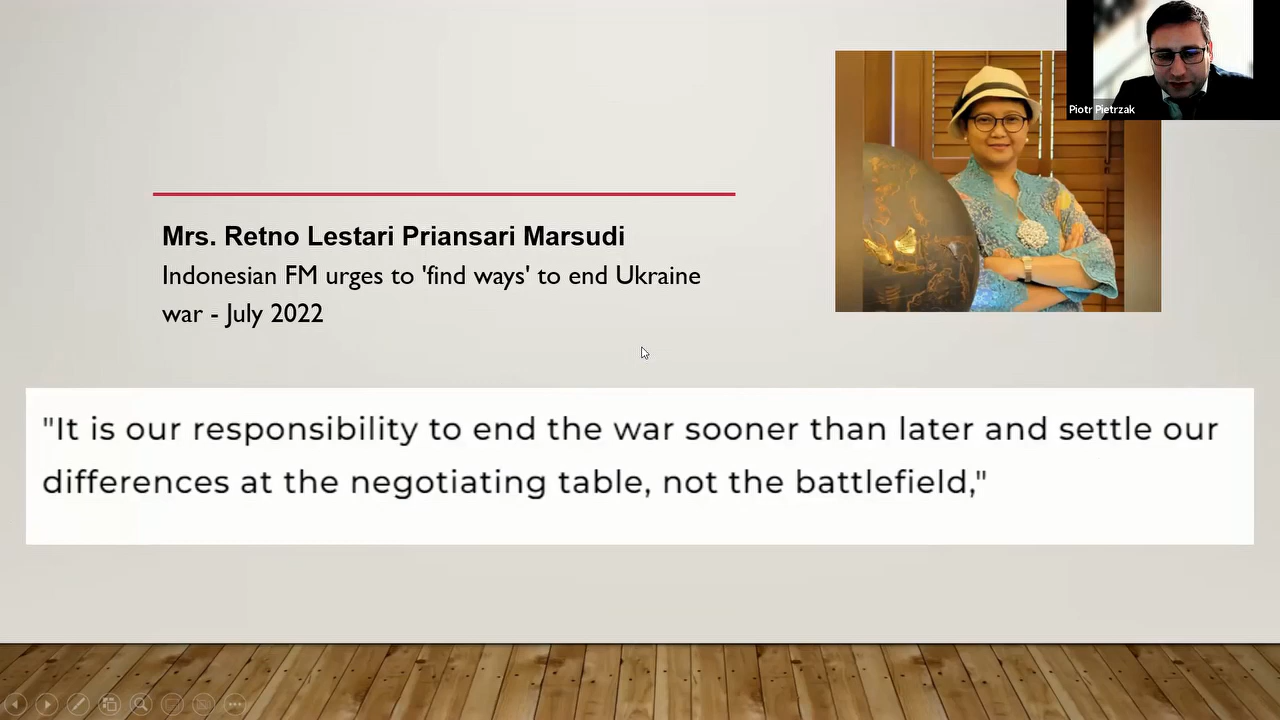 Piotr Pietrzak
Mrs. Retno Lestari Priansari Marsudi
Indonesian FM urges to 'find ways' to end Ukraine
war - July 2022
"It is our responsibility to end the war sooner than later and settle our
differences at the negotiating table, not the battlefield,"